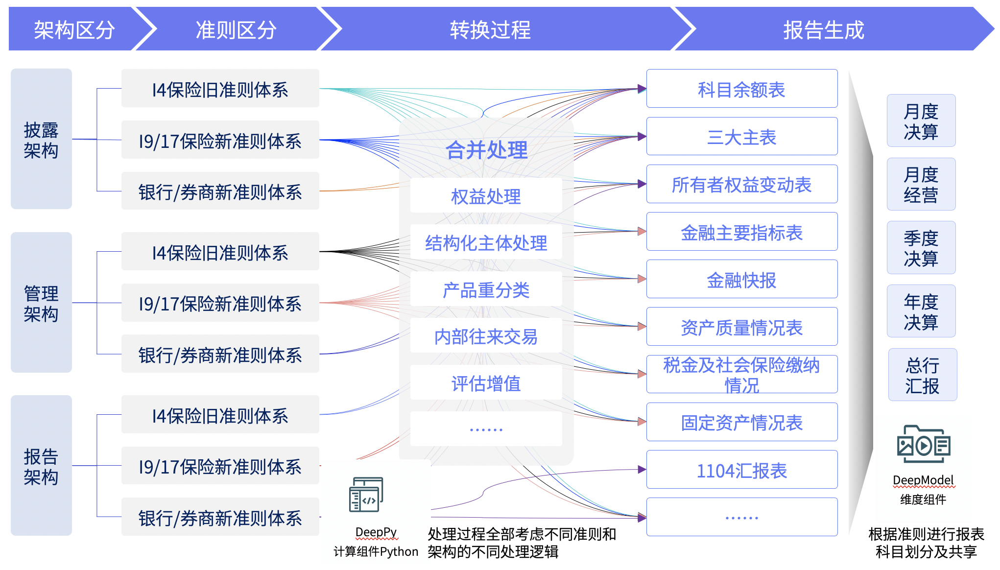 架构区分
准则区分
转换过程
报告生成
披露
架构
I4保险旧准则体系
I9/17保险新准则体系
银行/券商新准则体系
管理
架构
I4保险旧准则体系
I9/17保险新准则体系
银行/券商新准则体系
报告
架构
I4保险旧准则体系
I9/17保险新准则体系
银行/券商新准则体系
合并处理
权益处理
结构化主体处理
产品重分类
内部往来交易
评估增值
……
DeepPy
计算组件Python
处理过程全部考虑不同准则和
架构的不同处理逻辑
科目余额表
三大主表
所有者权益变动表
金融主要指标表
金融快报
资产质量情况表
税金及社会保险缴纳
情况
固定资产情况表
1104汇报表
……
月度
决算
月度
经营
季度
决算
年度
决算
总行
汇报
DeepModel
维度组件
根据准则进行报表
科目划分及共享